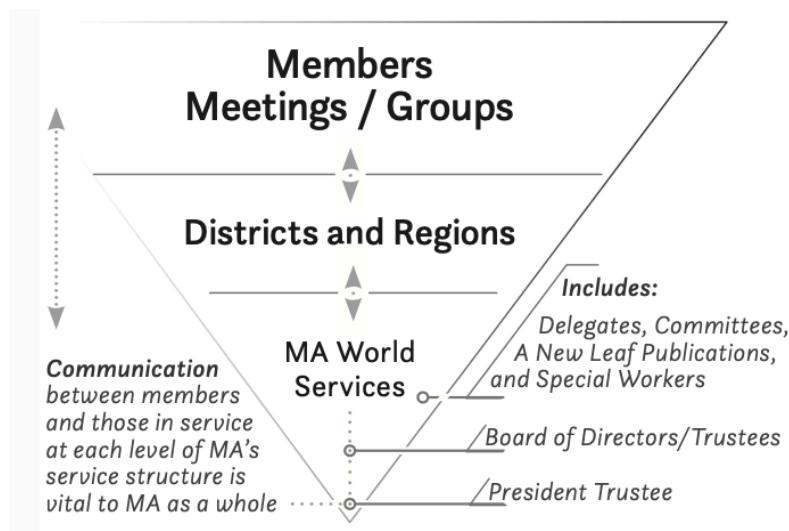 Members
Meetings / Groups
Districts and Regions
MA World
Services
Includes:
Delegates, Committees,
A New Leaf Publications,
and Special Workers
Board of Directors/Trustees
President Trustee
Communication
between members
and those in service
at each level of MA's
service structure is
vital to MA as a whole